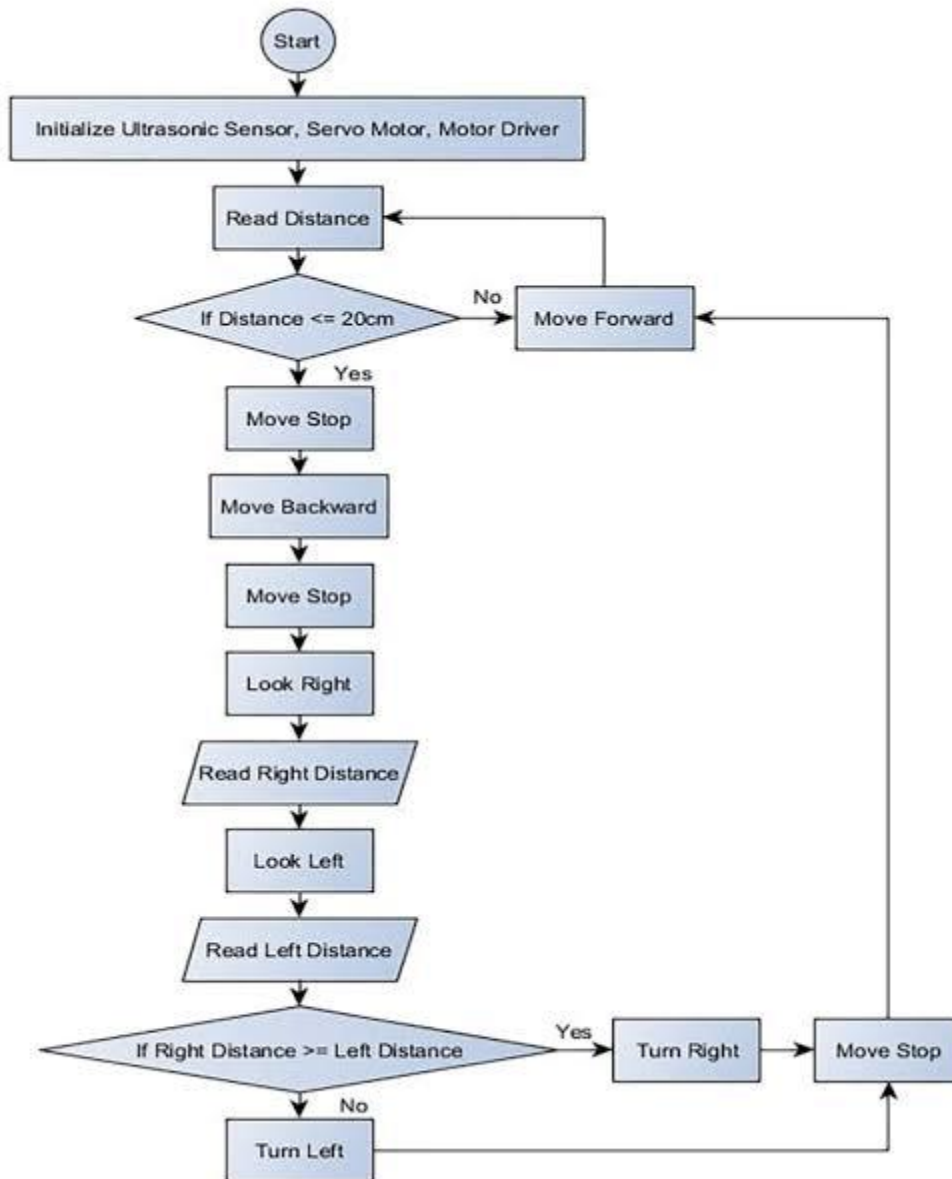 Start
Initialize Ultrasonic Sensor, Servo Motor, Motor Driver
Read Distance
If Distance <= 20cm
No
Move Forward
Yes
Move Stop
Move Backward
Move Stop
Look Right
Read Right Distance
Look Left
Read Left Distance
If Right Distance >= Left Distance
Yes
Turn Right
Move Stop
No
Turn Left